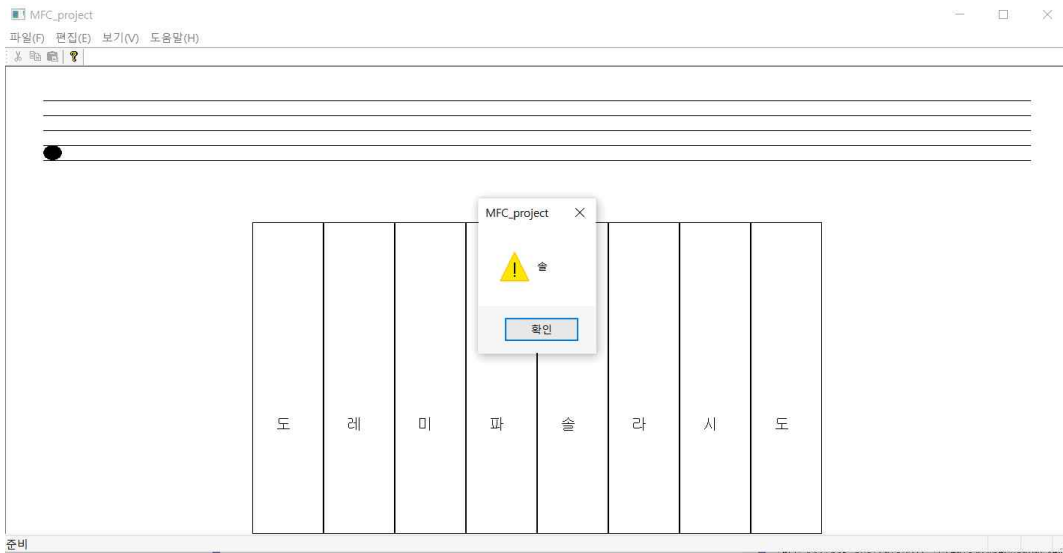 MFC_project
파일(F) 편집(E) 보기(V) 도움말(H)
MFC_project
솔
확인
도 레 미 파 솔 라 시 도
준비